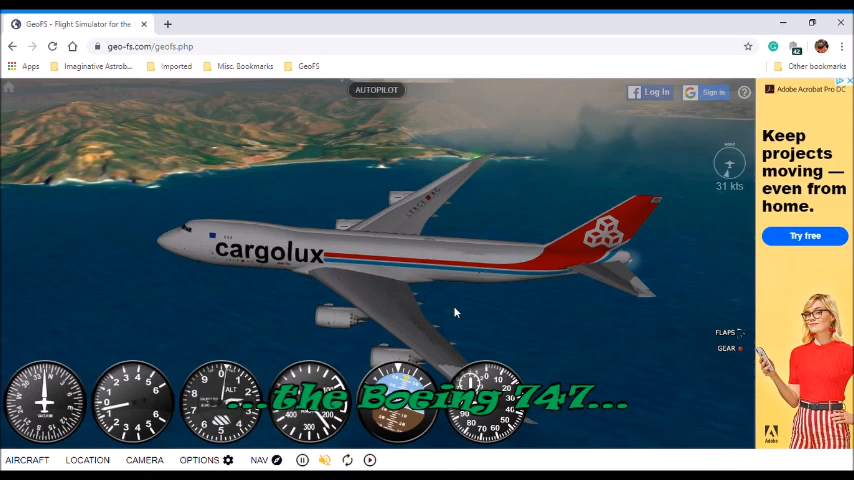 GeoFS - Flight Simulator for the
geo-fs.com/geofs.php
Apps
Imaginative Astrob...
Imported
Misc. Bookmarks
GeoFS
Other bookmarks
AUTOPILOT
Log In
Sign in
Adobe Acrobat Pro DC
Keep
projects
moving —
even from
home.
Try free
wind
31 kts
cargolux
FLAPS
GEAR
ALT
...the Boeing 747...
Adobe
AIRCRAFT
LOCATION
CAMERA
OPTIONS
NAV